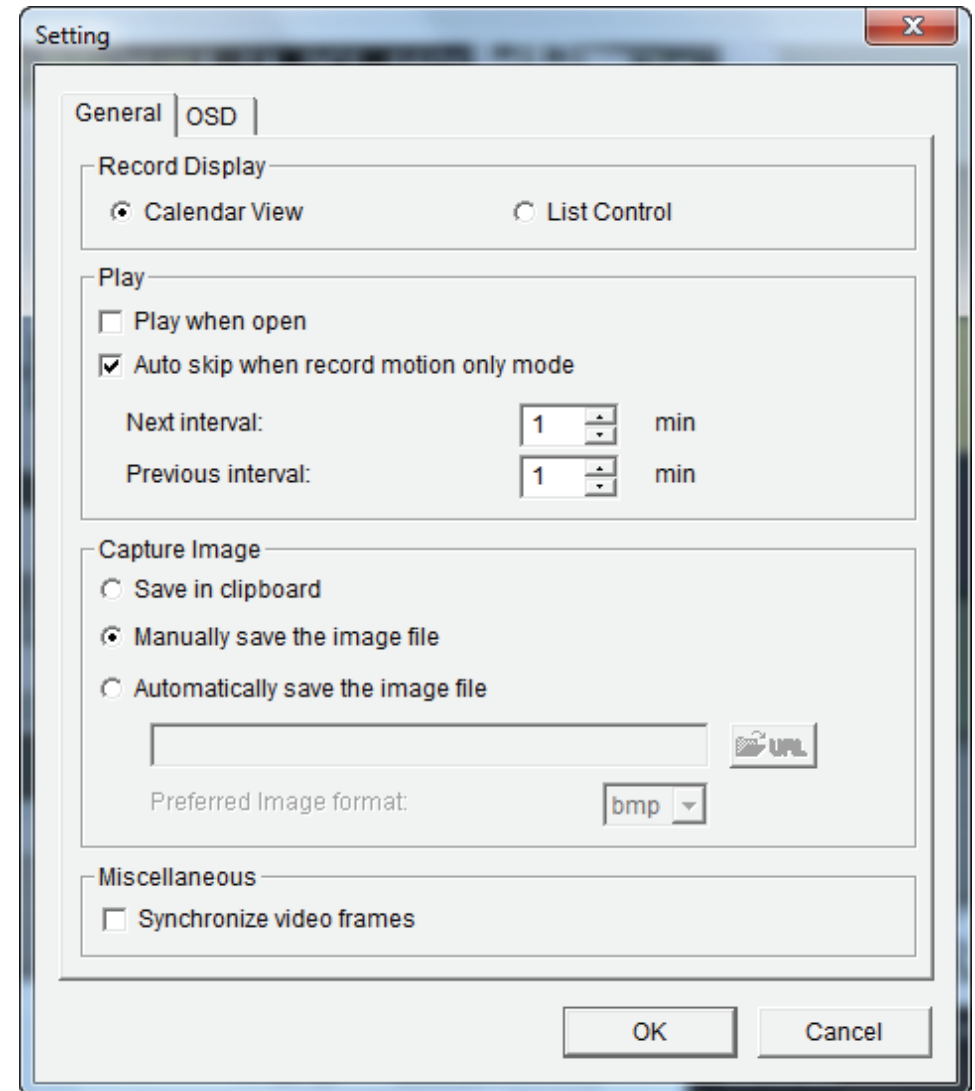 Setting
General OSD
Record Display
Calendar View List Control
Play
Play when open
Auto skip when record motion only mode
Next interval: 1 min
Previous interval: 1 min
Capture Image
Save in clipboard
Manually save the image file
Automatically save the image file
URL
Preferred Image format: bmp
Miscellaneous
Synchronize video frames
OK Cancel